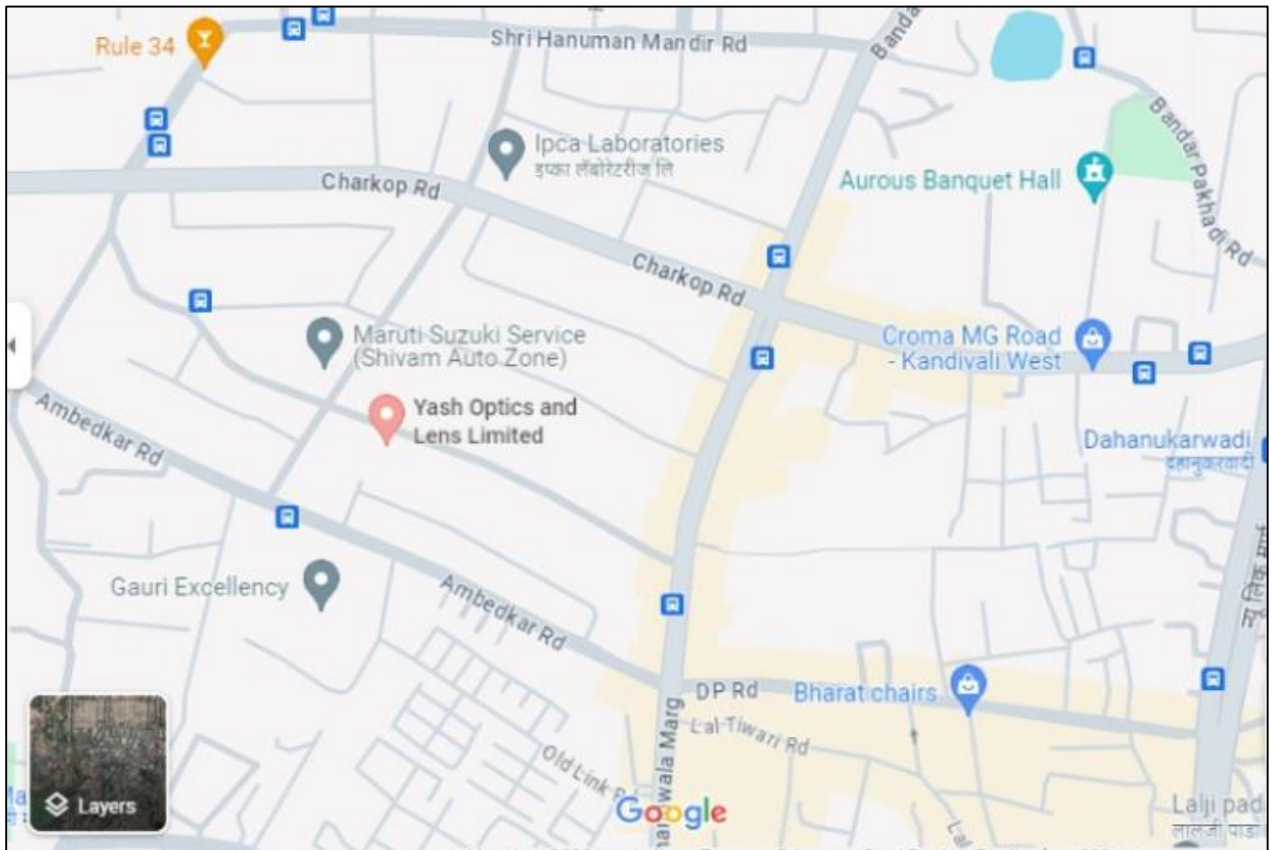 Rule 34
Shri Hanuman Mandir Rd
Ipca Laboratories
इप्का लॅबोरेटरीज लि
Charkop Rd
Aurous Banquet Hall
Bandar Pakhadi Rd
Charkop Rd
Croma MG Road
- Kandivali West
Maruti Suzuki Service
(Shivam Auto Zone)
Yash Optics and
Lens Limited
Ambedkar Rd
Dahanukarwadi
दहानुकरवादी
Gauri Excellency
Ambedkar Rd
DP Rd
Bharat chairs
Lal Tiwari Rd
Old Link
wala Marg
Google
Layers
Lalji pad
लालजी पाडा